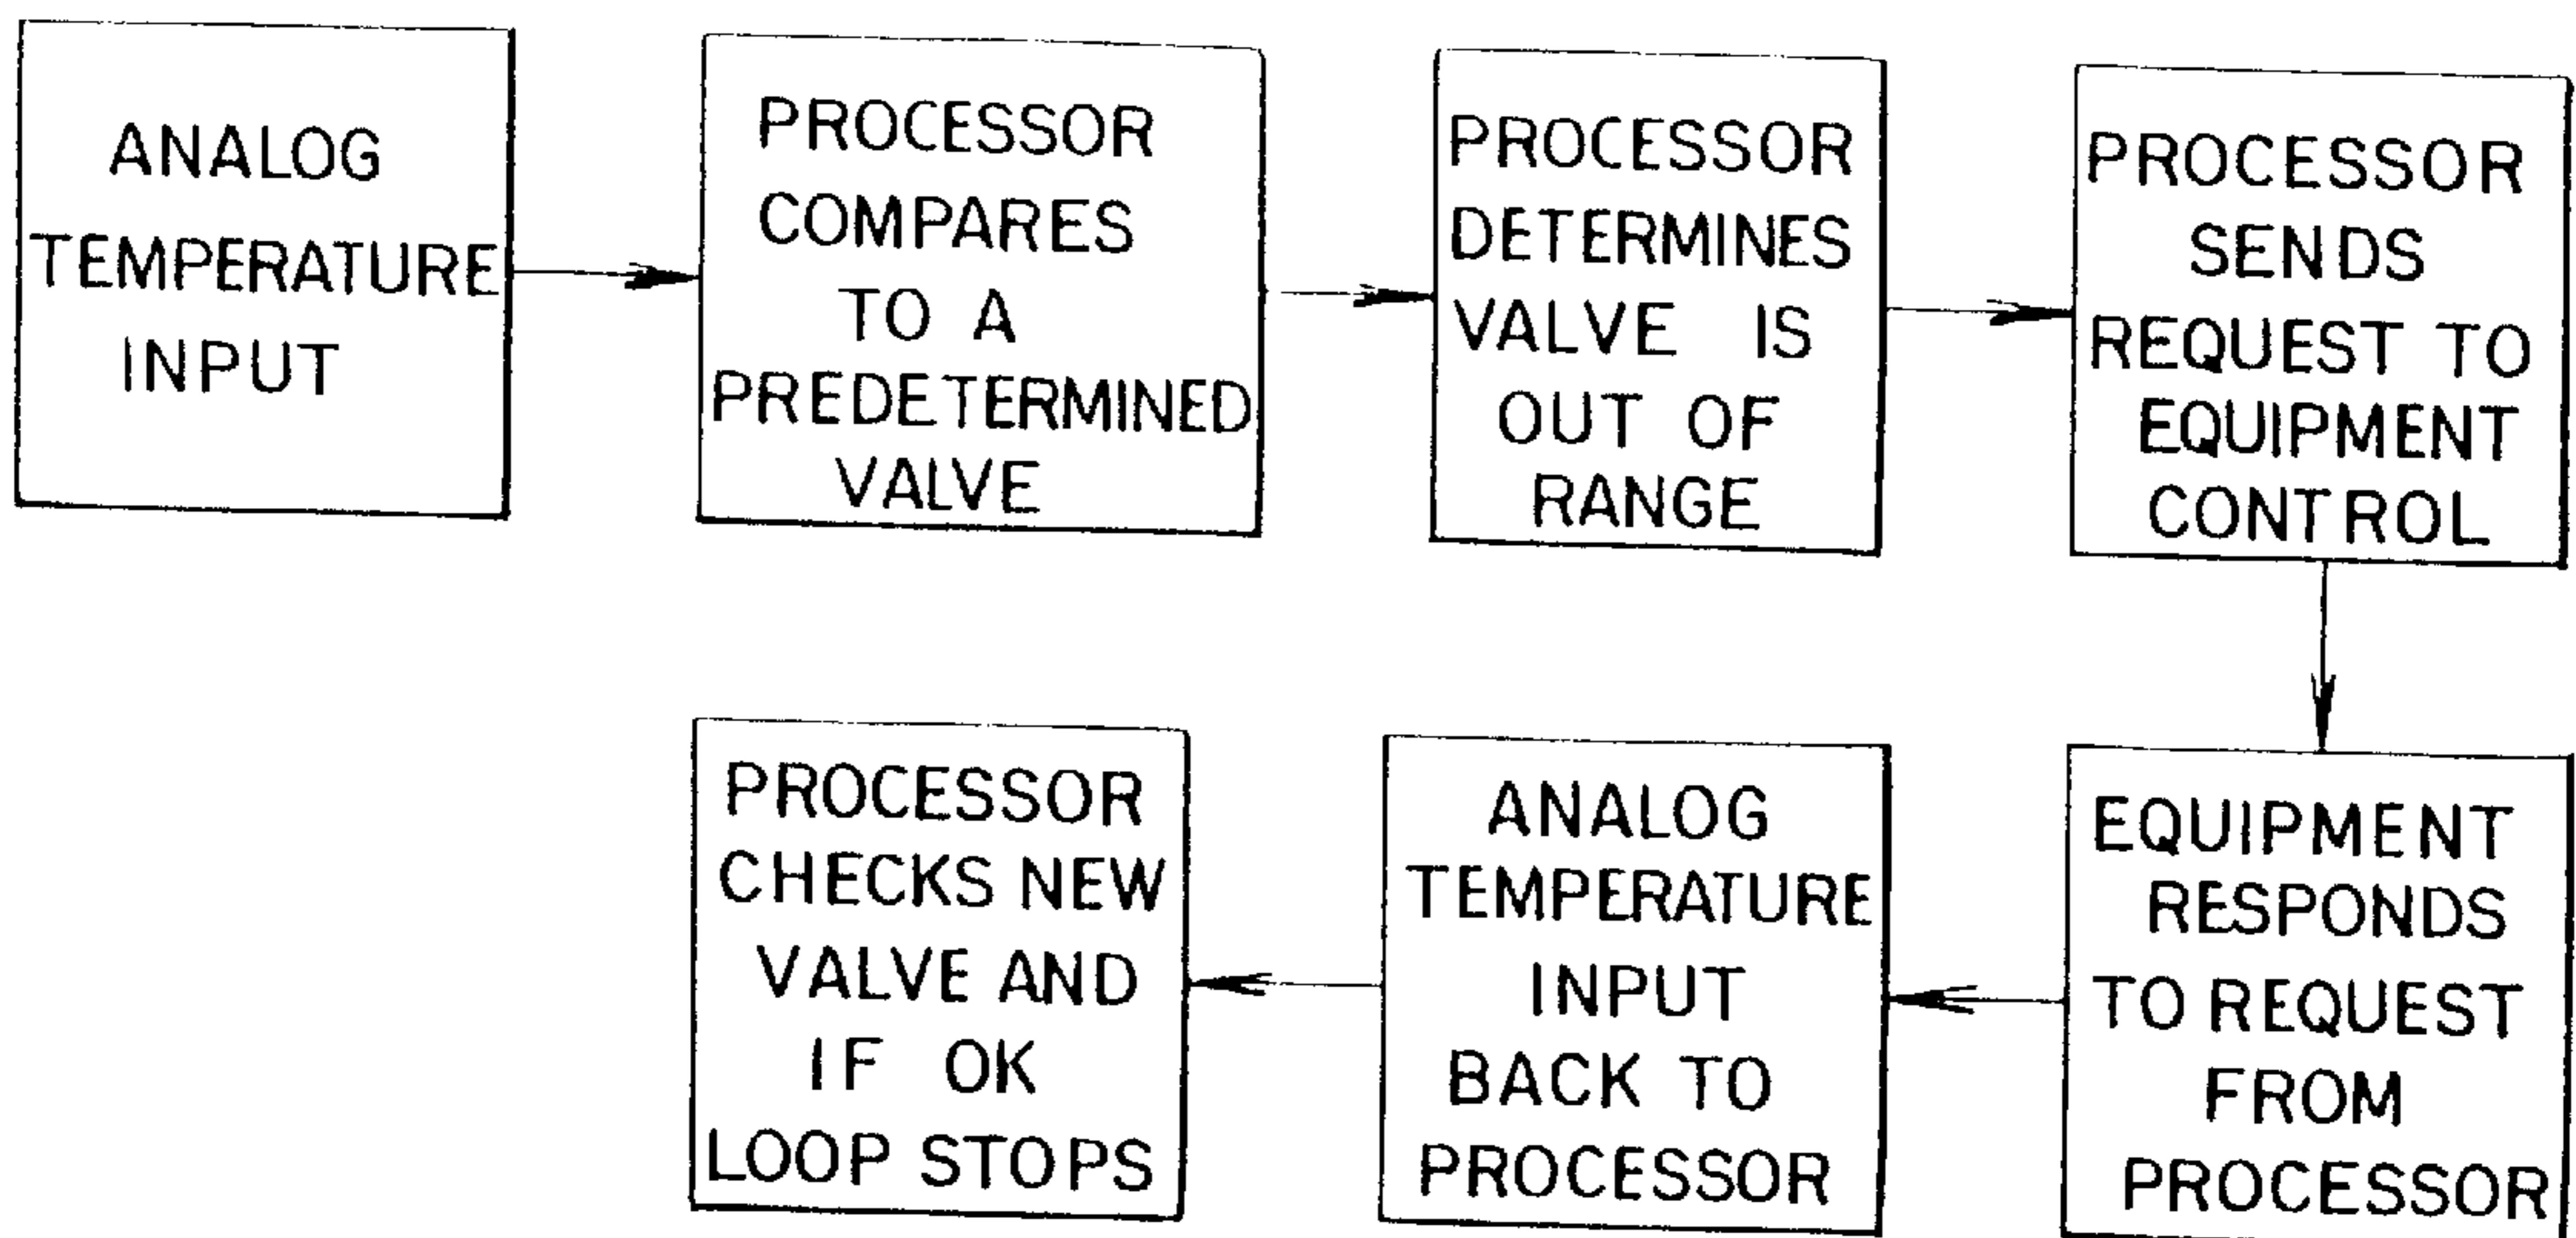 ANALOG
TEMPERATURE
INPUT
PROCESSOR
COMPARES
TO A
PREDETERMINED
VALVE
PROCESSOR
DETERMINES
VALVE IS
OUT OF
RANGE
PROCESSOR
SENDS
REQUEST TO
EQUIPMENT
CONTROL
EQUIPMENT
RESPONDS
TO REQUEST
FROM
PROCESSOR
ANALOG
TEMPERATURE
INPUT
BACK TO
PROCESSOR
PROCESSOR
CHECKS NEW
VALVE AND
IF OK
LOOP STOPS